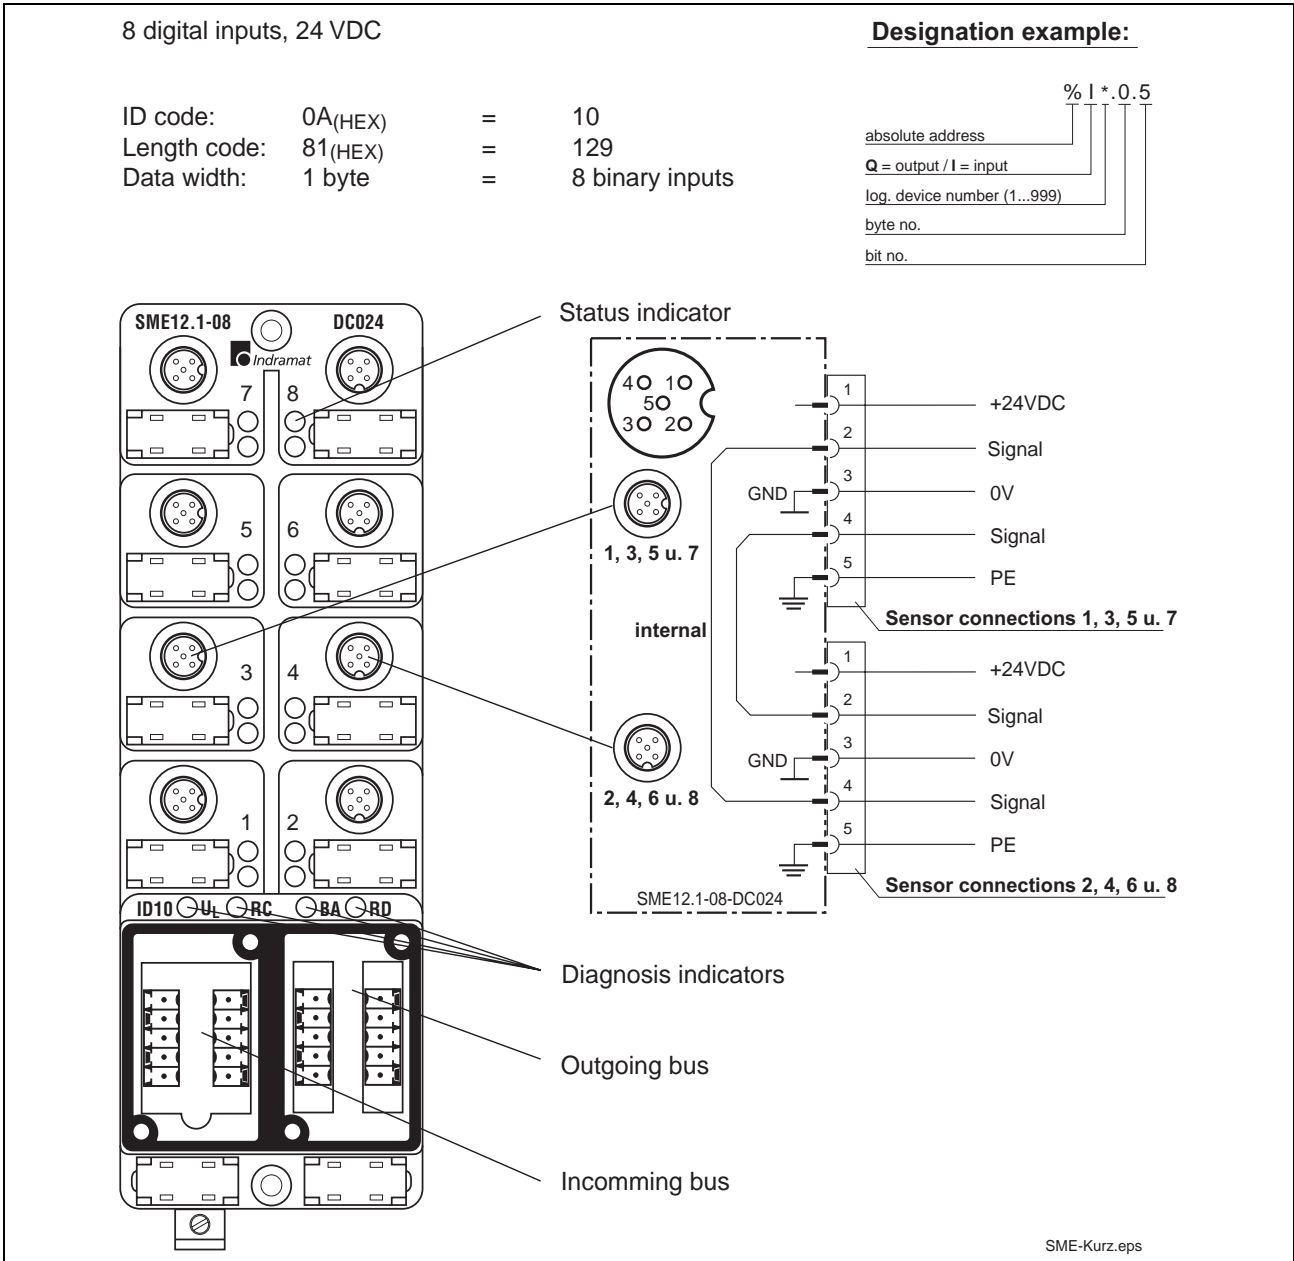 8 digital inputs, 24 VDC
Designation example:
% I *.0.5
ID code: 0A(HEX) = 10
Length code: 81(HEX) = 129
Data width: 1 byte = 8 binary inputs
absolute address
Q = output / I = input
log. device number (1...999)
byte no.
bit no.
SME12.1-08 DC024
Indramat
7 8
5 6
3 4
1 2
ID10 UL RC BA RD
Status indicator
4 1
5
3 2
1, 3, 5 u. 7
internal
2, 4, 6 u. 8
SME12.1-08-DC024
1 +24VDC
2 Signal
GND 3 0V
4 Signal
5 PE
Sensor connections 1, 3, 5 u. 7
1 +24VDC
2 Signal
GND 3 0V
4 Signal
5 PE
Sensor connections 2, 4, 6 u. 8
Diagnosis indicators
Outgoing bus
Incomming bus
SME-Kurz.eps